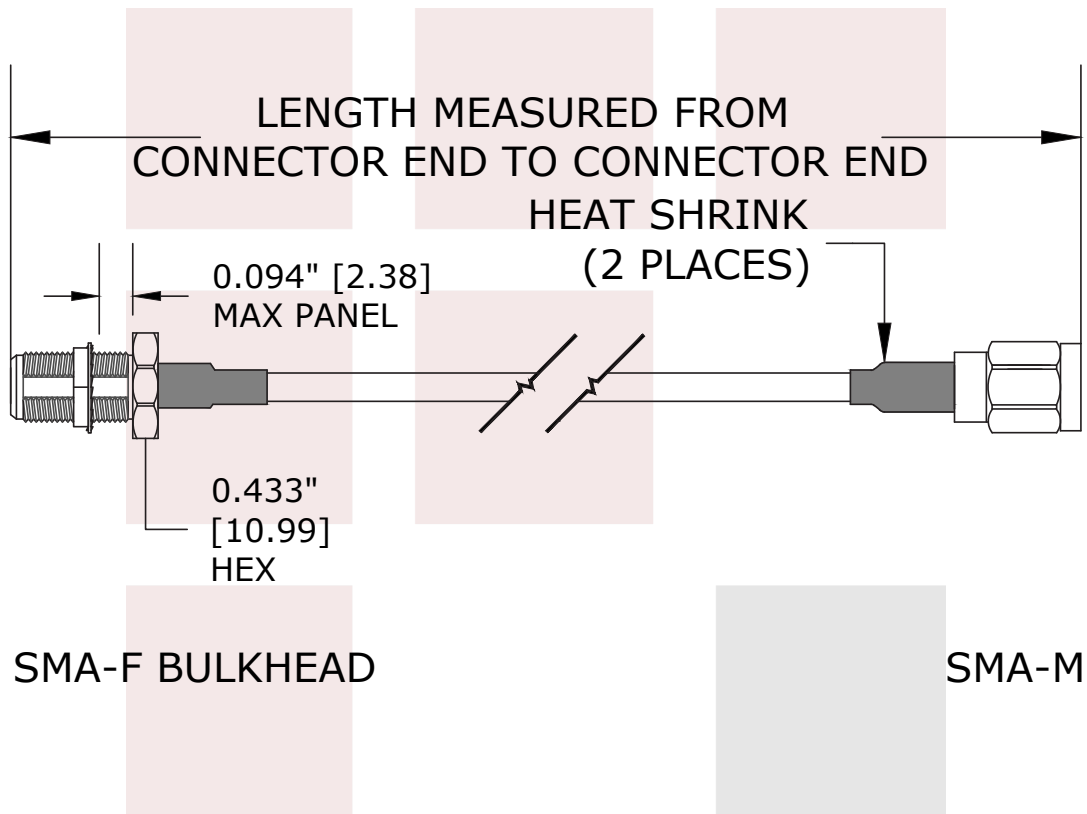 LENGTH MEASURED FROM
CONNECTOR END TO CONNECTOR END
HEAT SHRINK
(2 PLACES)
0.094" [2.38]
MAX PANEL
0.433"
[10.99]
HEX
SMA-F BULKHEAD
SMA-M